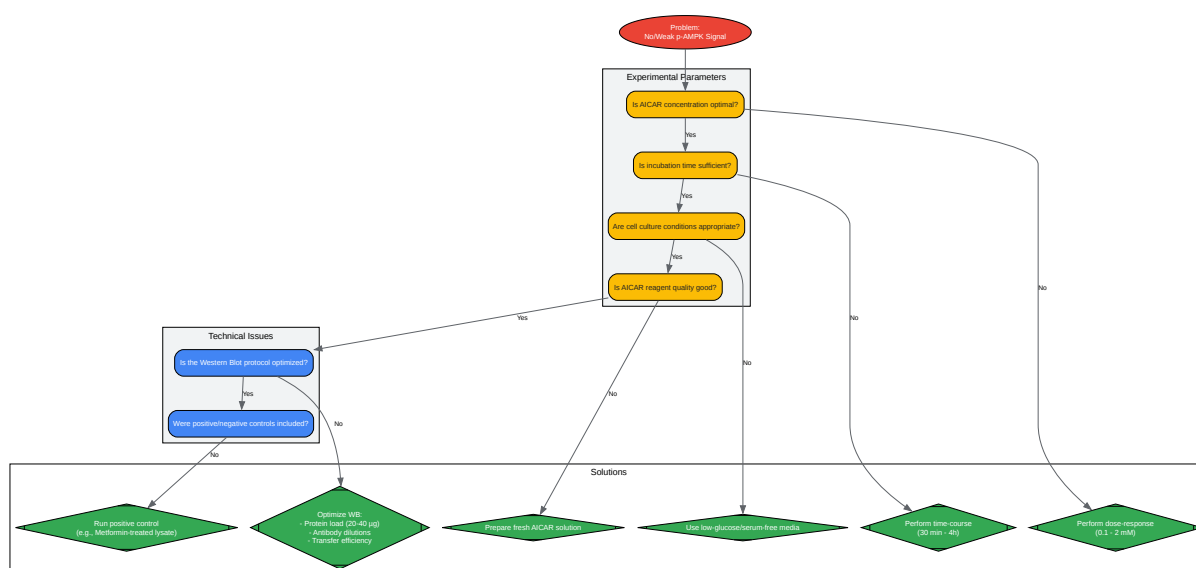 Problem:
No/Weak p-AMPK Signal
Experimental Parameters
Is AICAR concentration optimal?
Yes
Is incubation time sufficient?
Yes
Are cell culture conditions appropriate?
Yes
Is AICAR reagent quality good?
Yes
No
No
Technical Issues
Is the Western Blot protocol optimized?
No
Yes
No
Were positive/negative controls included?
No
No
Solutions
Run positive control
(e.g., Metformin-treated lysate)
Optimize WB:
- Protein load (20-40 µg)
- Antibody dilutions
- Transfer efficiency
Prepare fresh AICAR solution
Use low-glucose/serum-free media
Perform time-course
(30 min - 4h)
Perform dose-response
(0.1 - 2 mM)